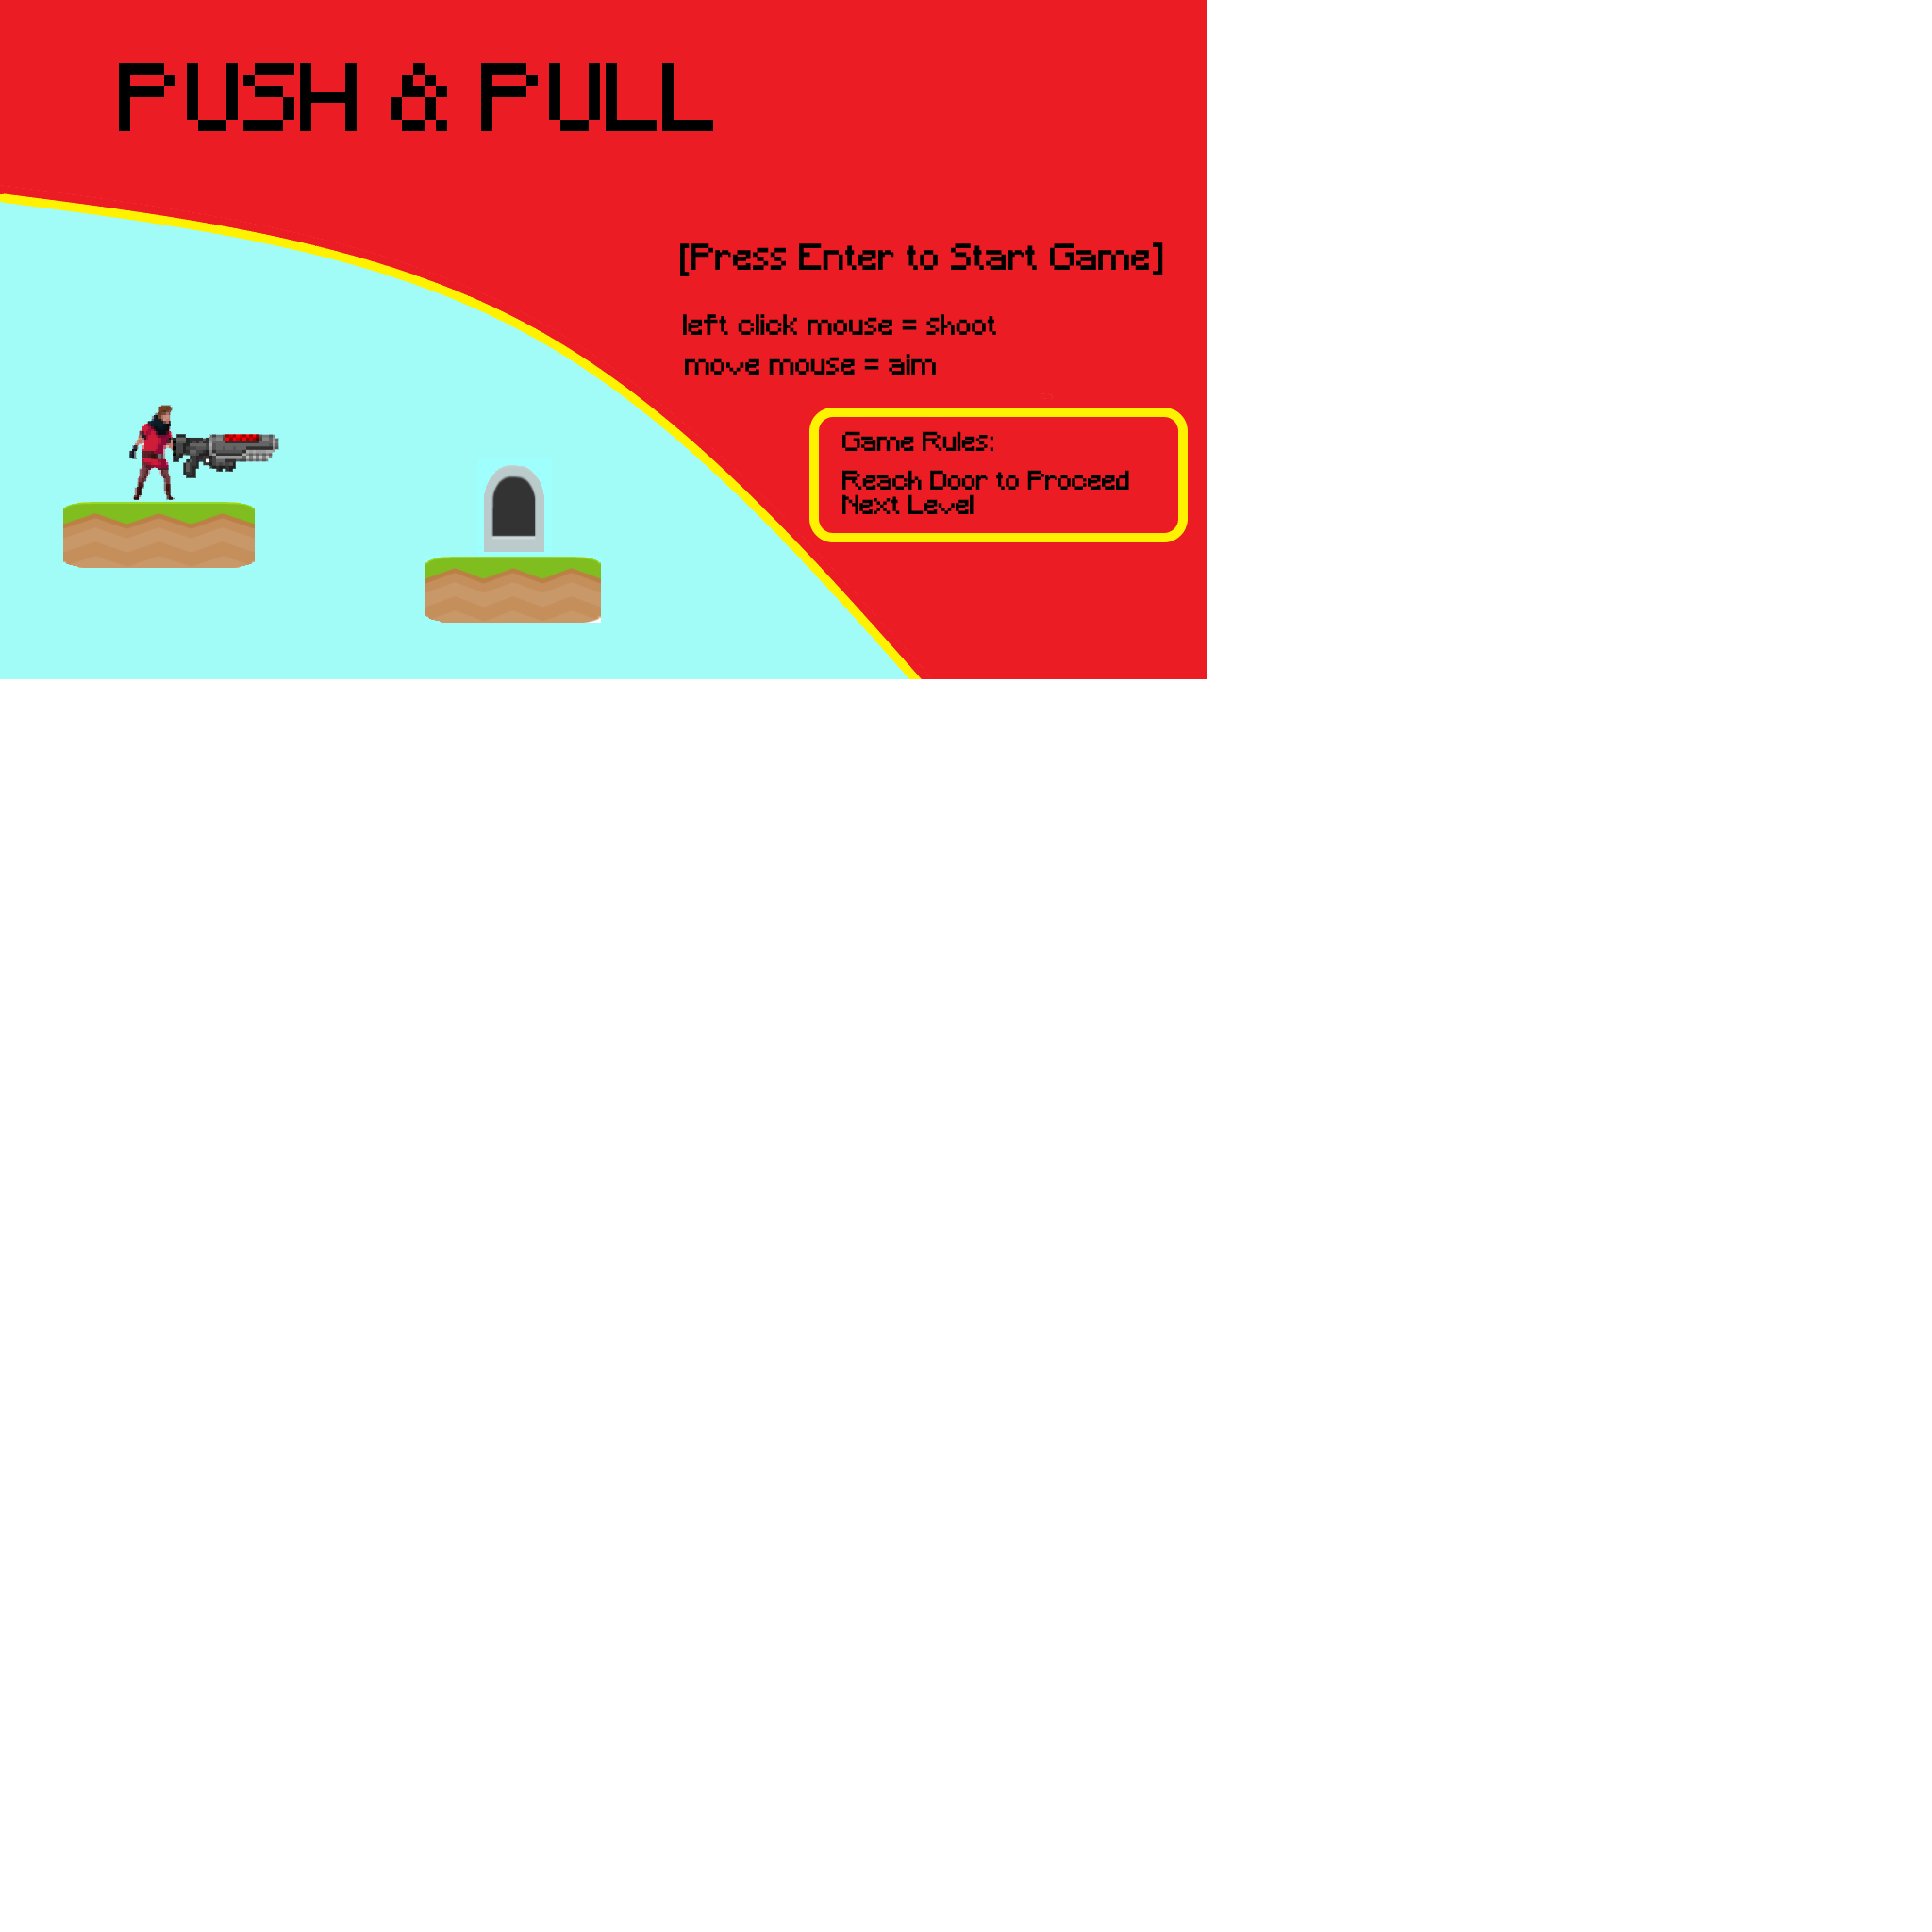 PUSH & PULL
[Press Enter to Start Game]
left click mouse = shoot
move mouse = aim
Game Rules:
Reach Door to Proceed
Next Level